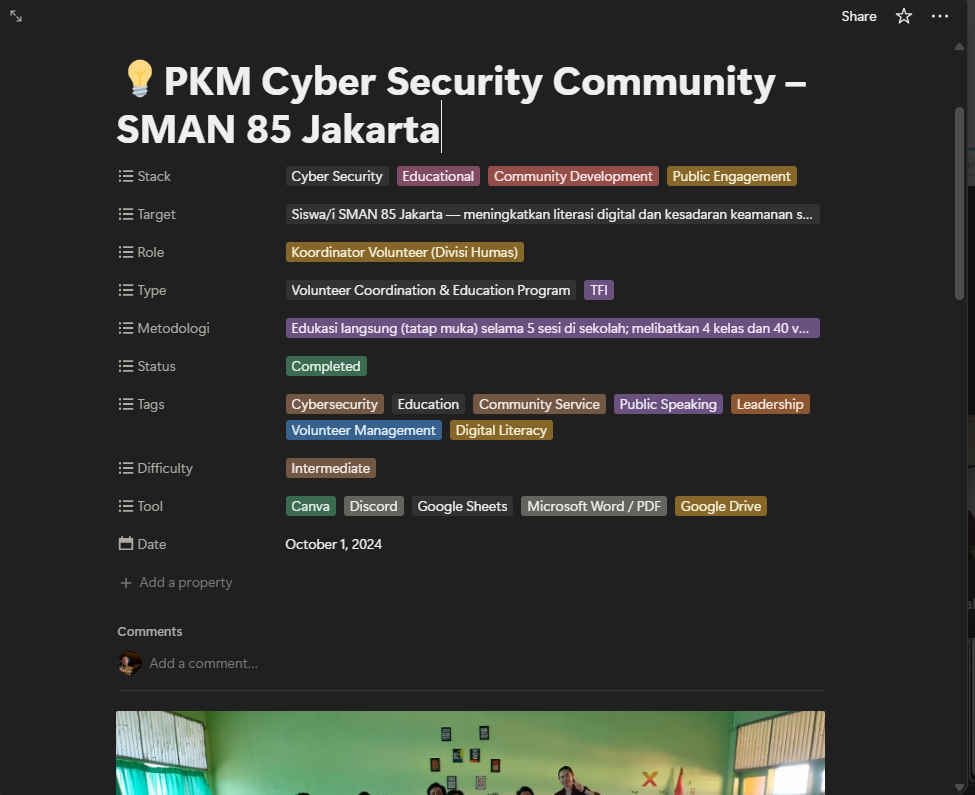 Share
PKM Cyber Security Community –
SMAN 85 Jakarta
Stack Cyber Security Educational Community Development Public Engagement
Target Siswa/i SMAN 85 Jakarta — meningkatkan literasi digital dan kesadaran keamanan s...
Role Koordinator Volunteer (Divisi Humas)
Type Volunteer Coordination & Education Program TFI
Metodologi Edukasi langsung (tatap muka) selama 5 sesi di sekolah; melibatkan 4 kelas dan 40 v...
Status Completed
Tags Cybersecurity Education Community Service Public Speaking Leadership
Volunteer Management Digital Literacy
Difficulty Intermediate
Tool Canva Discord Google Sheets Microsoft Word / PDF Google Drive
Date October 1, 2024
Add a property
Comments
Add a comment...